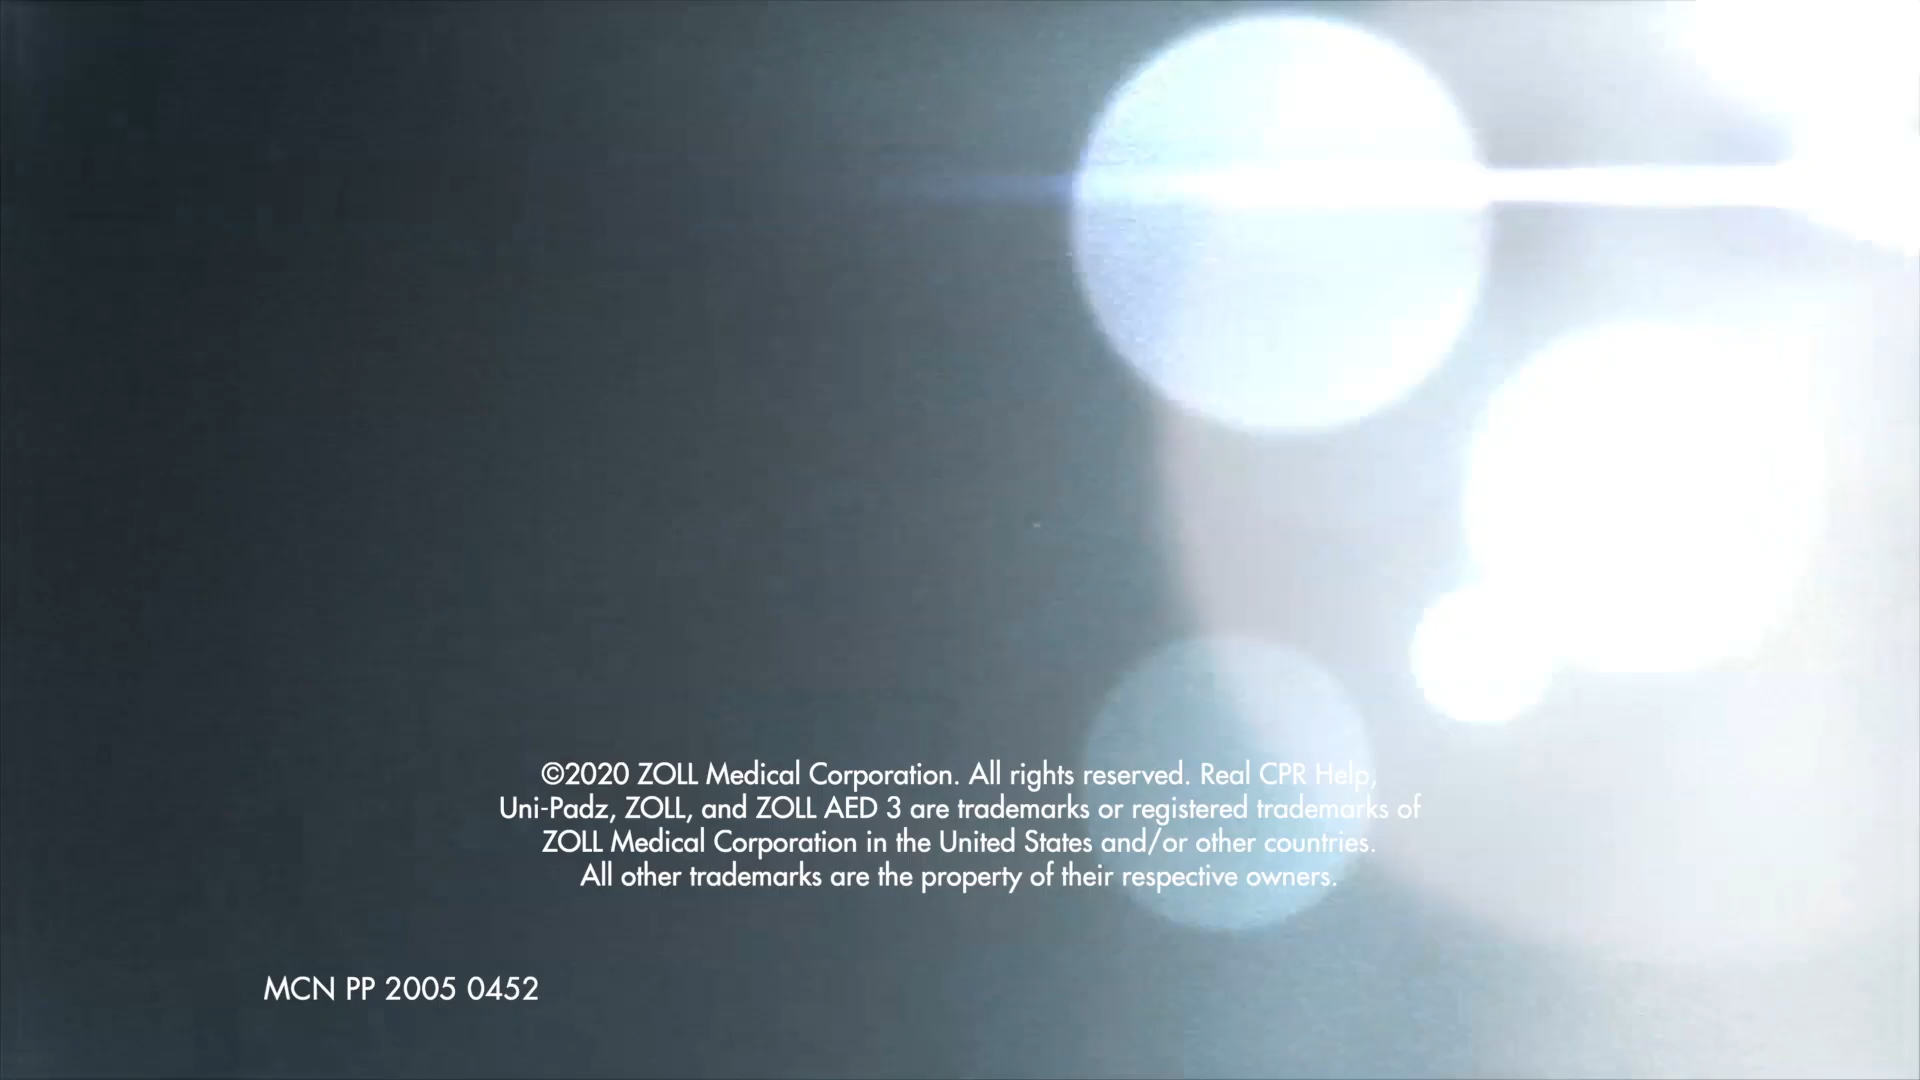 ©2020 ZOLL Medical Corporation. All rights reserved. Real CPR Help,
Uni-Padz, ZOLL, and ZOLL AED 3 are trademarks or registered trademarks of
ZOLL Medical Corporation in the United States and/or other countries.
All other trademarks are the property of their respective owners.
MCN PP 2005 0452